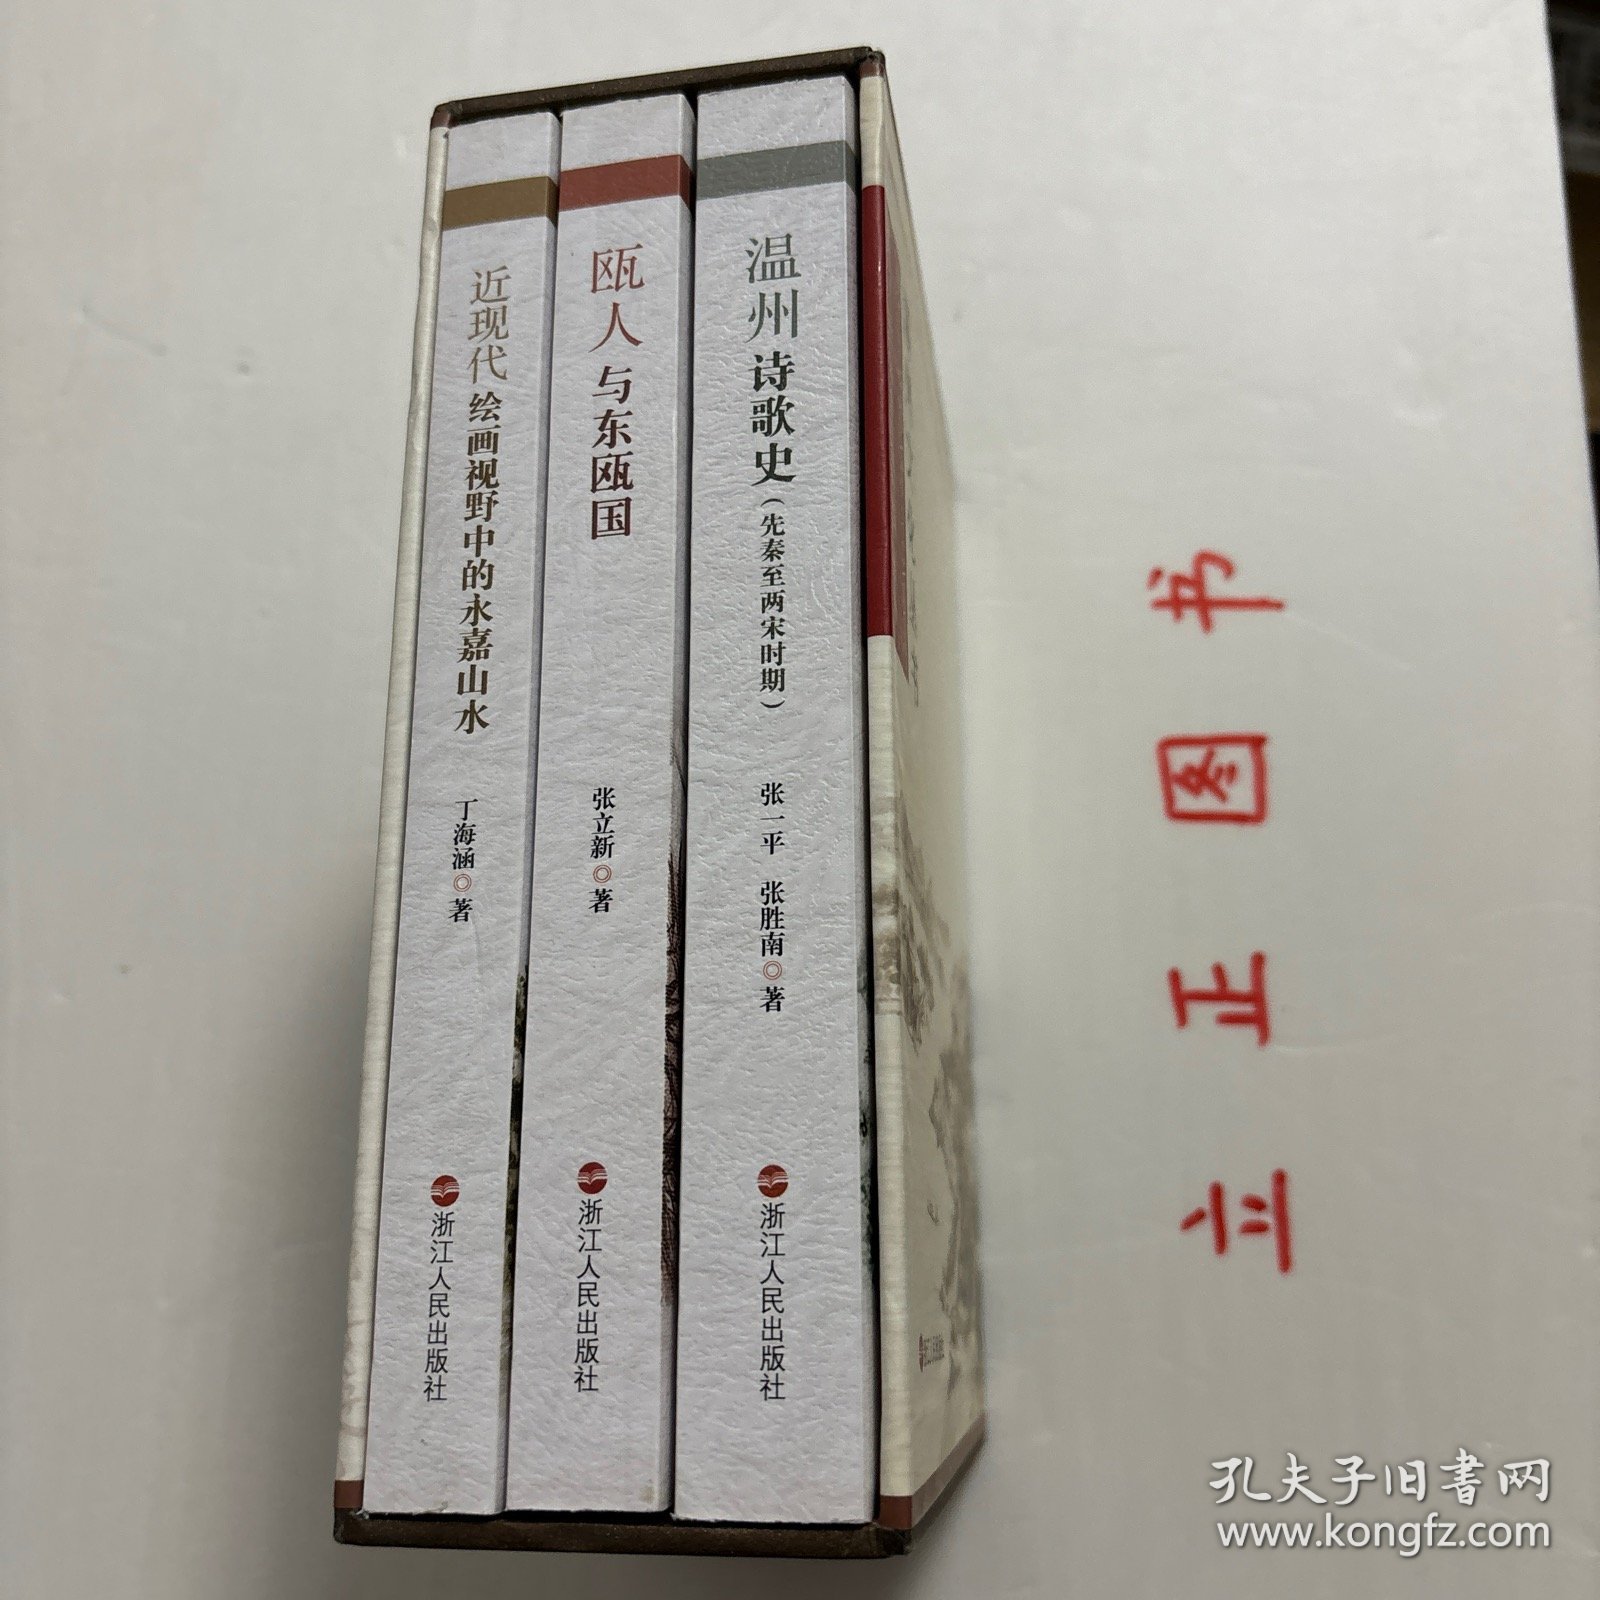 近现代绘画视野中的永嘉山水
丁海涵◎著
浙江人民出版社
瓯人与东瓯国
张立新◎著
浙江人民出版社
温州诗歌史（先秦至两宋时期）
张一平 张胜南◎著
浙江人民出版社
立正图书
孔夫子旧书网
www.kongfz.com